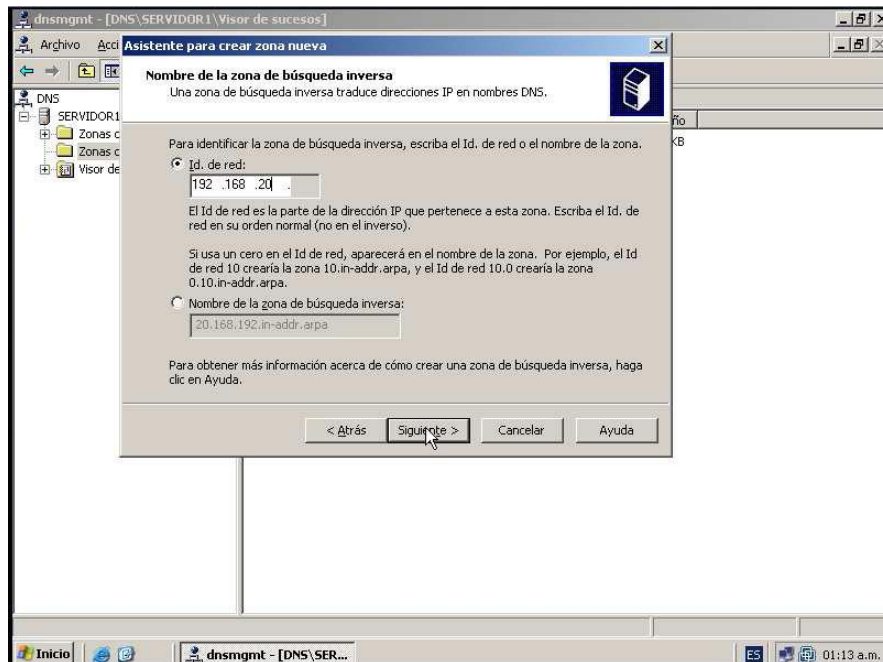 dnsmgmt - [DNS\SERVIDOR1\Visor de sucesos]
Archivo Acci
Asistente para crear zona nueva
Nombre de la zona de búsqueda inversa
Una zona de búsqueda inversa traduce direcciones IP en nombres DNS.
DNS
SERVIDOR1
Zonas c
Zonas c
Visor de
ño
KB
Para identificar la zona de búsqueda inversa, escriba el Id. de red o el nombre de la zona.
Id. de red:
192 .168 .20 .
El Id de red es la parte de la dirección IP que pertenece a esta zona. Escriba el Id. de
red en su orden normal (no en el inverso).
Si usa un cero en el Id de red, aparecerá en el nombre de la zona. Por ejemplo, el Id
de red 10 crearía la zona 10.in-addr.arpa, y el Id de red 10.0 crearía la zona
0.10.in-addr.arpa.
Nombre de la zona de búsqueda inversa:
20.168.192.in-addr.arpa
Para obtener más información acerca de cómo crear una zona de búsqueda inversa, haga
clic en Ayuda.
< Atrás Siguiente > Cancelar Ayuda
Inicio dnsmgmt - [DNS\SER... ES 01:13 a.m.